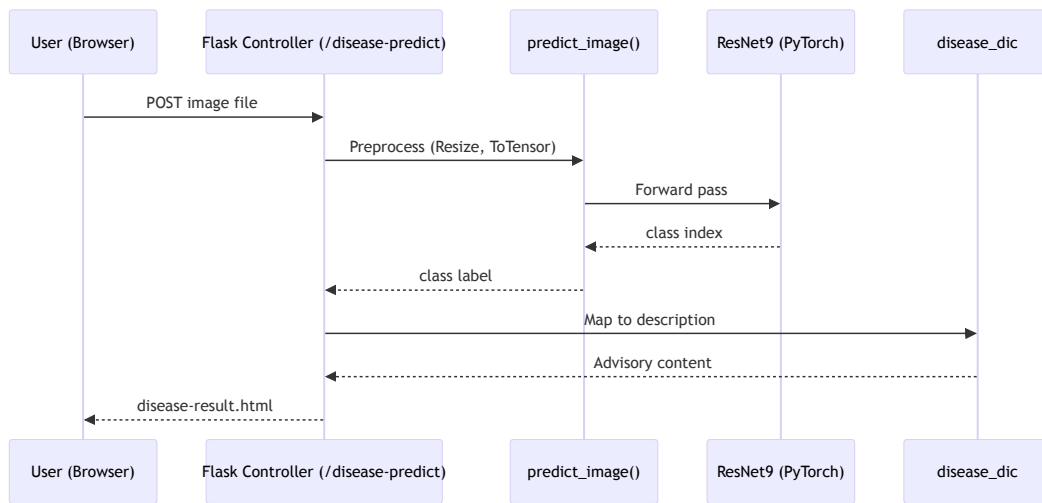 User (Browser)
Flask Controller (/disease-predict)
predict_image()
ResNet9 (PyTorch)
disease_dic
POST image file
Preprocess (Resize, ToTensor)
Forward pass
class index
class label
Map to description
Advisory content
disease-result.html
User (Browser)
Flask Controller (/disease-predict)
predict_image()
ResNet9 (PyTorch)
disease_dic